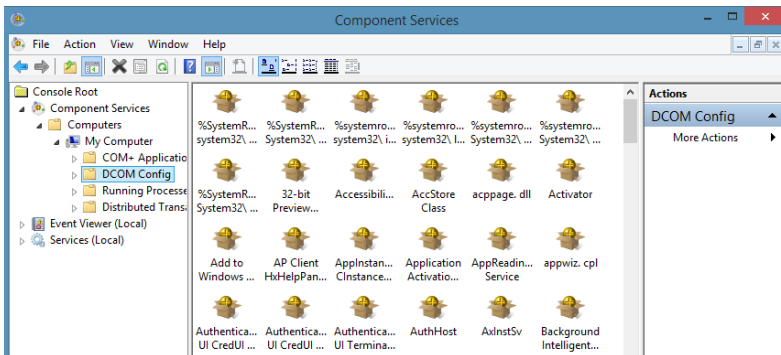 Component Services
File Action View Window Help
Console Root
Component Services
Computers
My Computer
COM+ Applicatio
DCOM Config
Running Processe
Distributed Trans
Event Viewer (Local)
Services (Local)
%SystemR... %SystemR... %systemro... %systemro... %systemro... %systemro...
system32\ ... System32\ ... system32\ i... system32\ l... System32\ ... System32\ ...
%SystemR... 32-bit Accessibili... AccStore acppage. dll Activator
System32\ ... Preview... Class
Add to AP Client AppInstan... Application AppReadin... appwiz. cpl
Windows ... HxHelpPan... CInstance... Activatio... Service
Authentica... Authentica... Authentica... AuthHost AxInstSv Background
UI CredUI ... UI CredUI ... UI Termina... Intelligent...
Actions
DCOM Config
More Actions